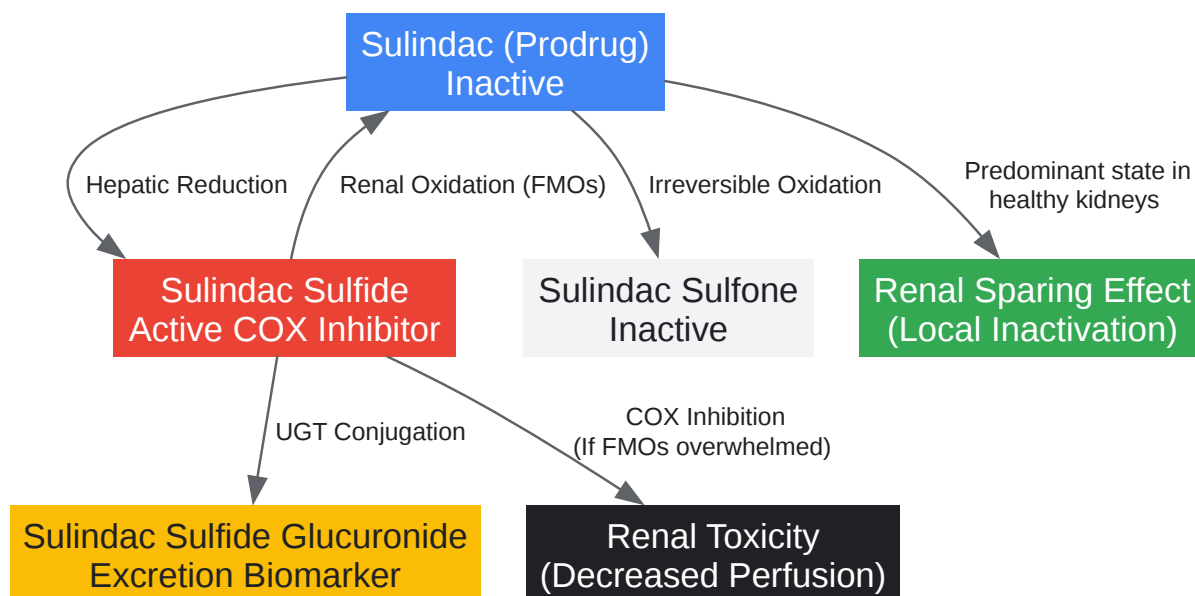 Sulindac (Prodrug)
Inactive
Hepatic Reduction
Renal Oxidation (FMOs)
Irreversible Oxidation
Predominant state in
healthy kidneys
Sulindac Sulfide
Active COX Inhibitor
Sulindac Sulfone
Inactive
Renal Sparing Effect
(Local Inactivation)
UGT Conjugation
COX Inhibition
(If FMOs overwhelmed)
Sulindac Sulfide Glucuronide
Excretion Biomarker
Renal Toxicity
(Decreased Perfusion)